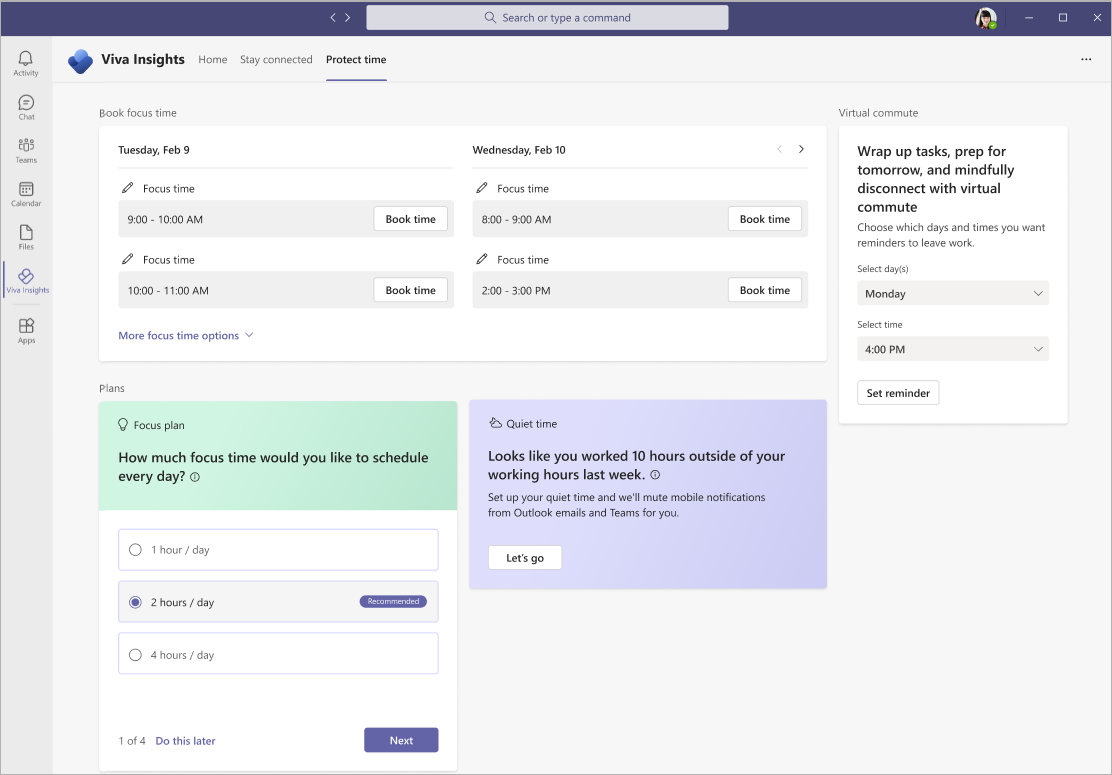 Search or type a command
Activity
Chat
Teams
Calendar
Files
Viva Insights
Apps
Viva Insights
Home
Stay connected
Protect time
Book focus time
Tuesday, Feb 9
Focus time
9:00 - 10:00 AM
Book time
Focus time
10:00 - 11:00 AM
Book time
More focus time options
Wednesday, Feb 10
Focus time
8:00 - 9:00 AM
Book time
Focus time
2:00 - 3:00 PM
Book time
Virtual commute
Wrap up tasks, prep for
tomorrow, and mindfully
disconnect with virtual
commute
Choose which days and times you want
reminders to leave work.
Select day(s)
Monday
Select time
4:00 PM
Set reminder
Plans
Focus plan
How much focus time would you like to schedule
every day?
1 hour / day
2 hours / day
Recommended
4 hours / day
1 of 4
Do this later
Next
Quiet time
Looks like you worked 10 hours outside of your
working hours last week.
Set up your quiet time and we'll mute mobile notifications
from Outlook emails and Teams for you.
Let's go